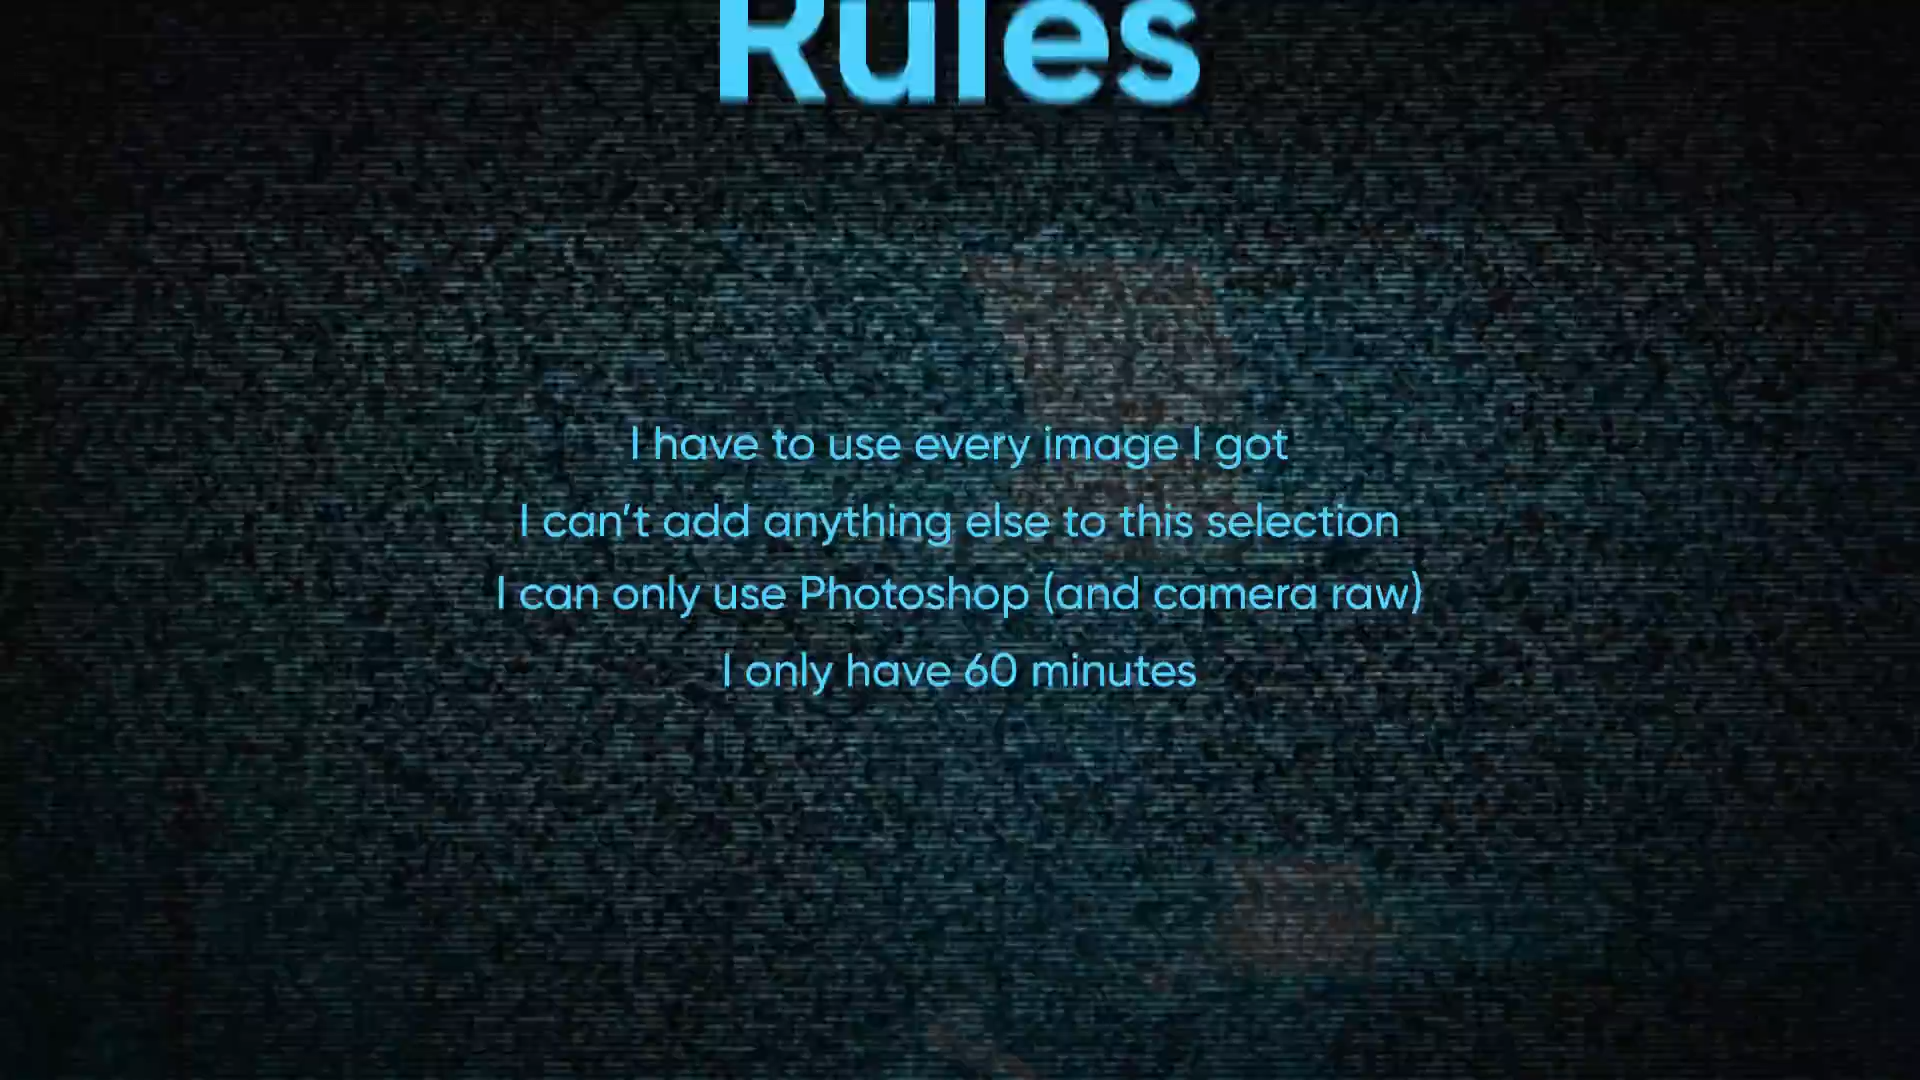 Rules
I have to use every image I got
I can’t add anything else to this selection
I can only use Photoshop (and camera raw)
I only have 60 minutes